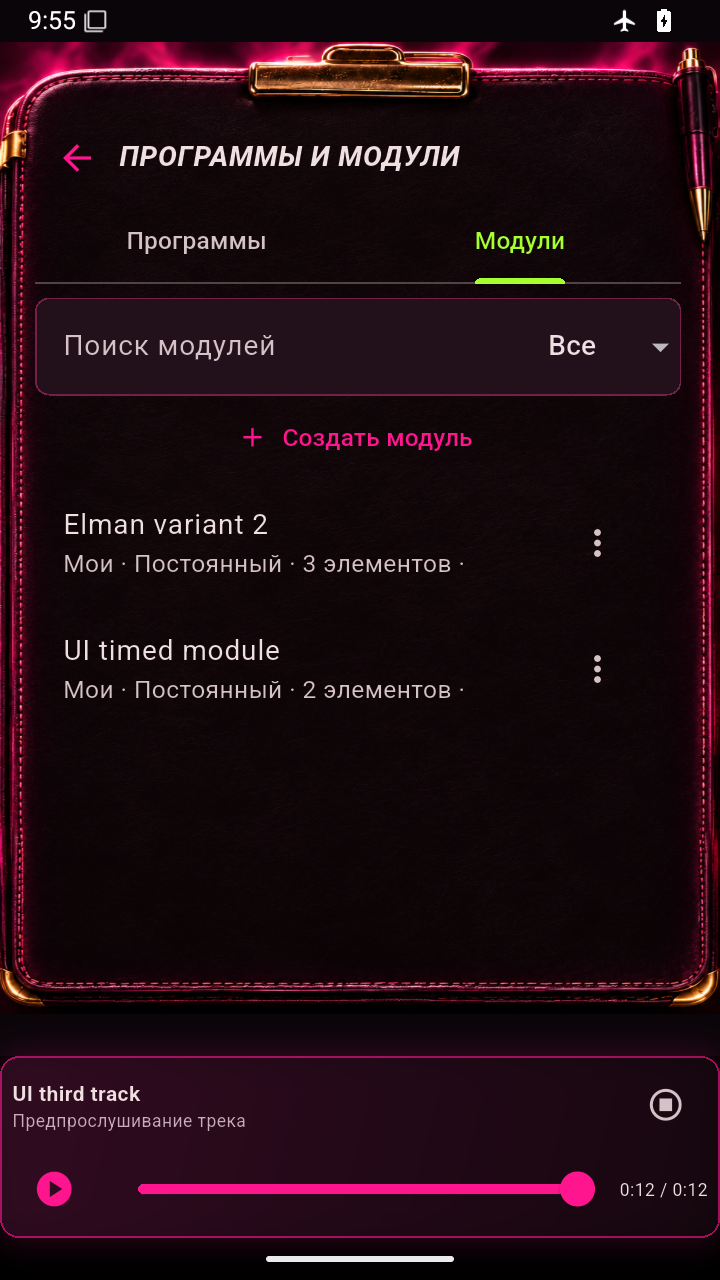 9:55
ПРОГРАММЫ И МОДУЛИ
Программы
Модули
Поиск модулей
Все
+ Создать модуль
Elman variant 2
Мои · Постоянный · 3 элементов ·
UI timed module
Мои · Постоянный · 2 элементов ·
UI third track
Предпрослушивание трека
0:12 / 0:12